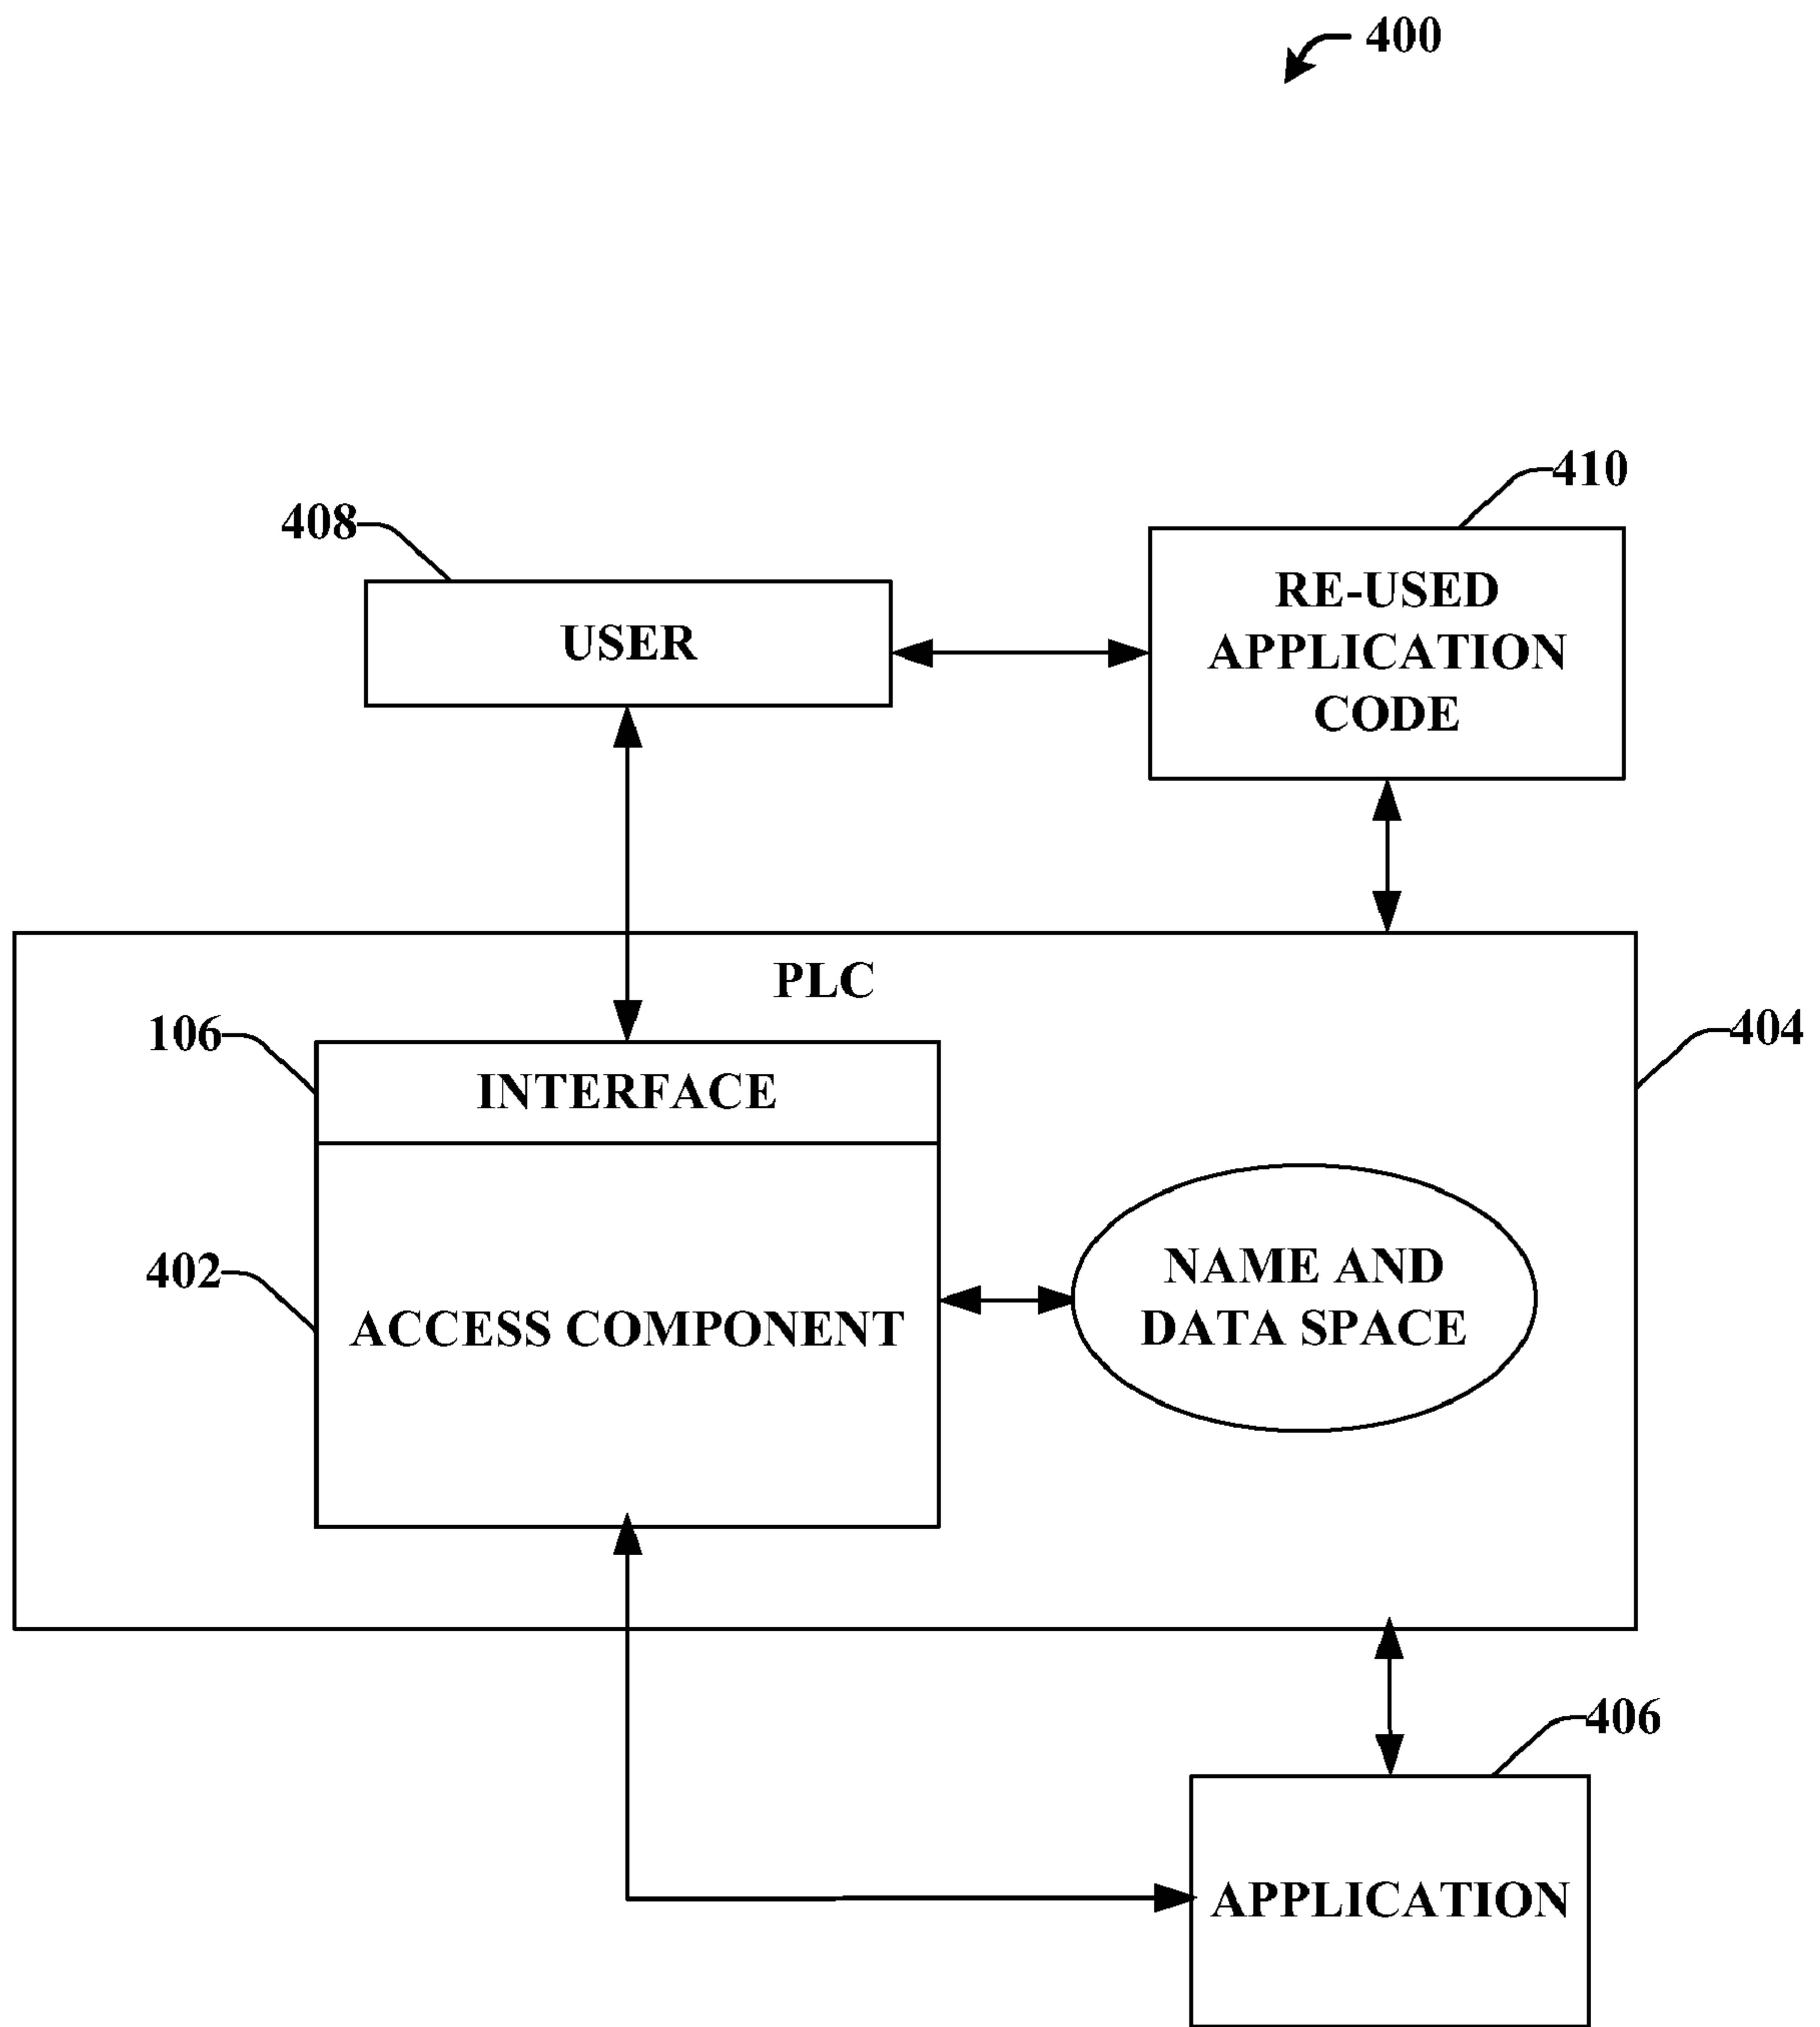 400
410
408
RE-USED
APPLICATION
CODE
USER
PLC
106
404
INTERFACE
402
NAME AND
DATA SPACE
ACCESS COMPONENT
406
APPLICATION